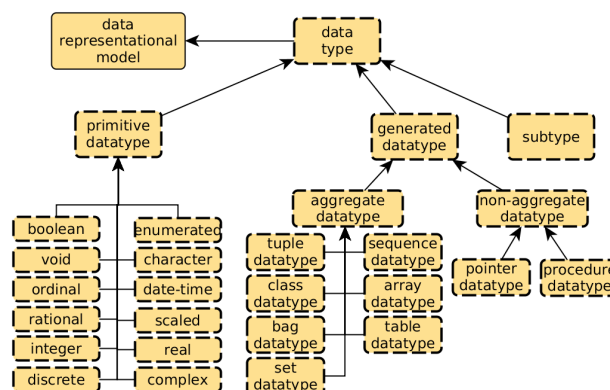 data
representational
model
data
type
primitive
datatype
generated
datatype
subtype
aggregate
datatype
non-aggregate
datatype
boolean
enumerated
void
character
ordinal
date-time
rational
scaled
integer
real
discrete
complex
tuple
datatype
sequence
datatype
class
datatype
array
datatype
bag
datatype
table
datatype
set
datatype
pointer
datatype
procedure
datatype